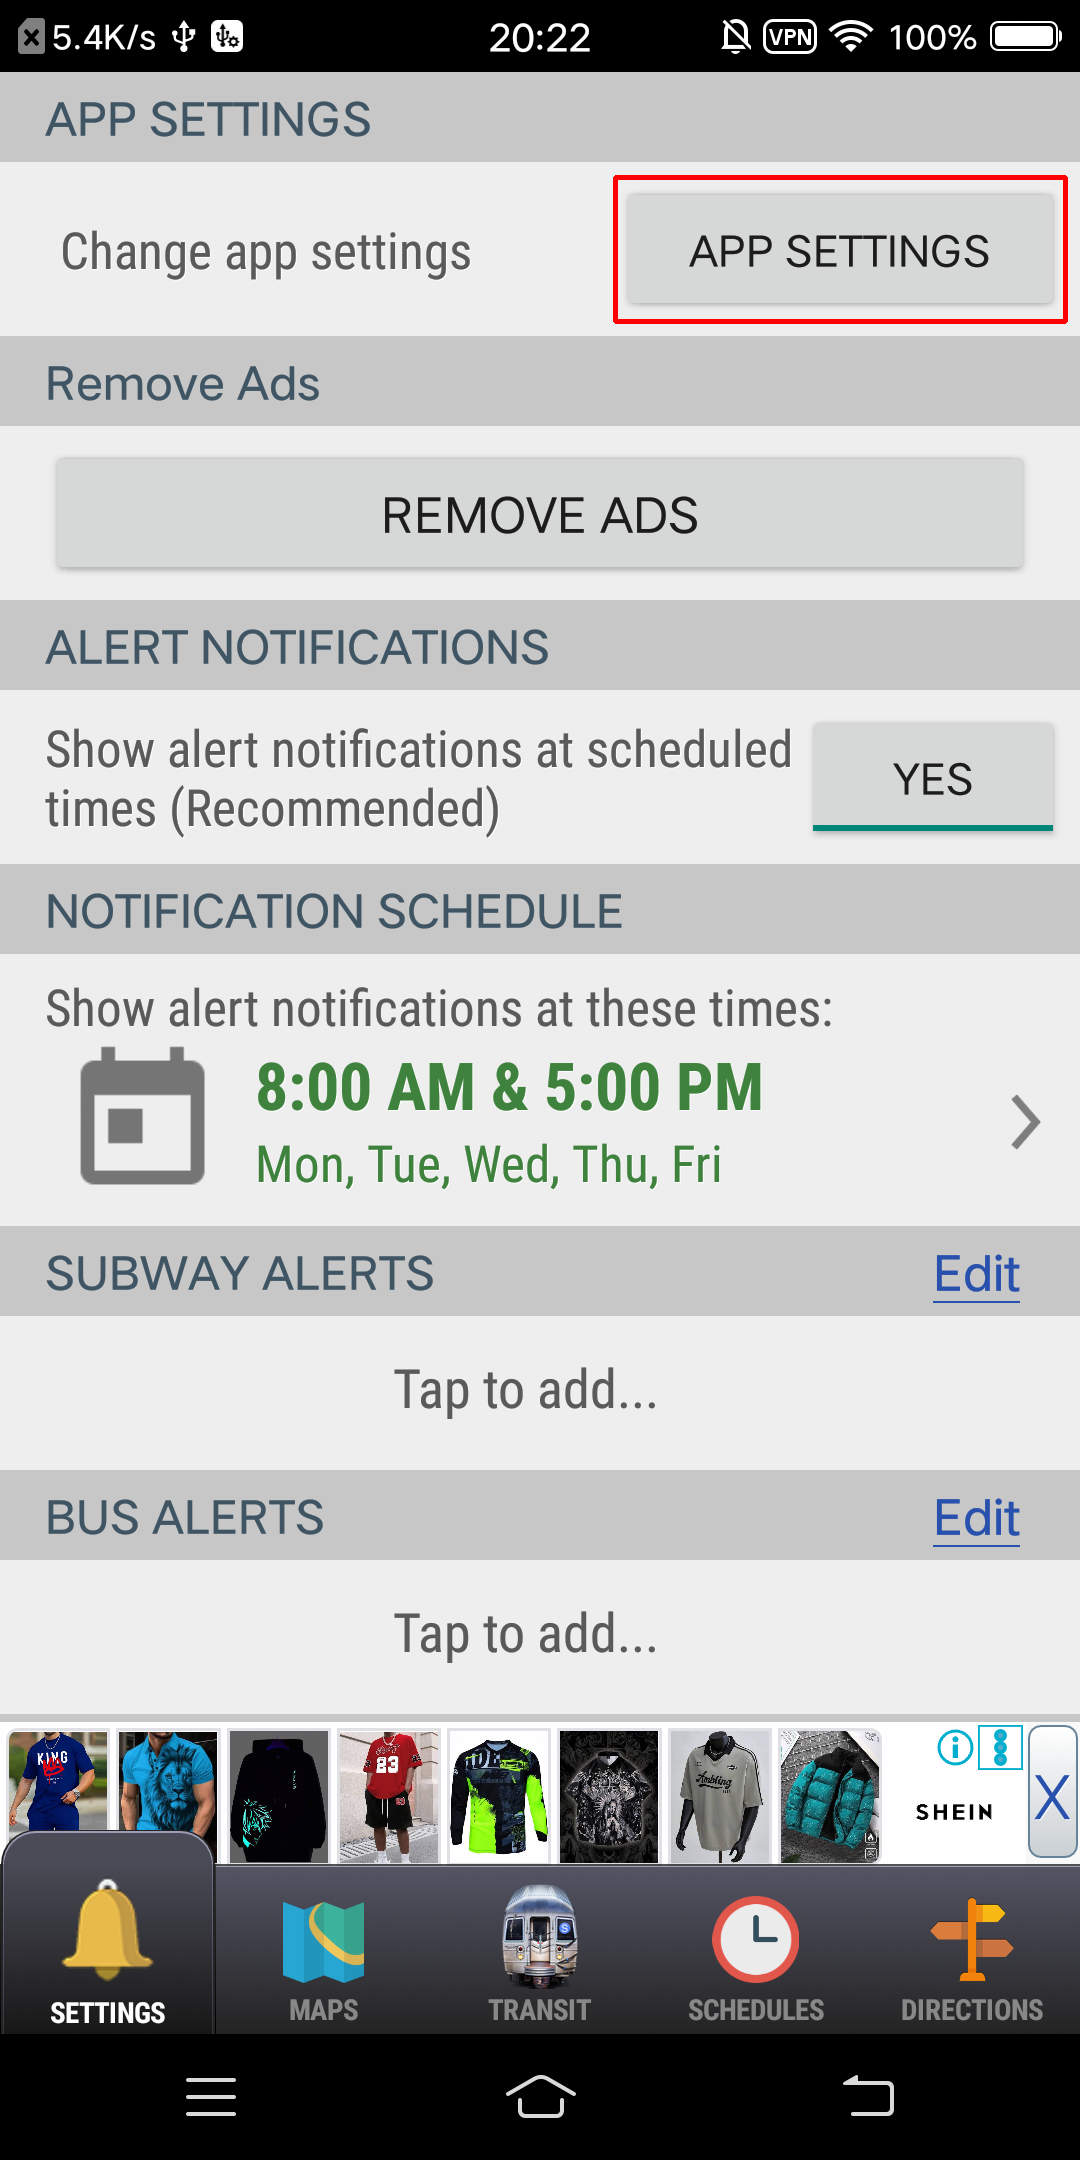 5.4K/s
20:22
VPN
100%
APP SETTINGS
Change app settings
APP SETTINGS
Remove Ads
REMOVE ADS
ALERT NOTIFICATIONS
Show alert notifications at scheduled
times (Recommended)
YES
NOTIFICATION SCHEDULE
Show alert notifications at these times:
8:00 AM & 5:00 PM
Mon, Tue, Wed, Thu, Fri
SUBWAY ALERTS
Edit
Tap to add...
BUS ALERTS
Edit
Tap to add...
KING
23
Ambling
SHEIN
X
S
SETTINGS
MAPS
TRANSIT
SCHEDULES
DIRECTIONS